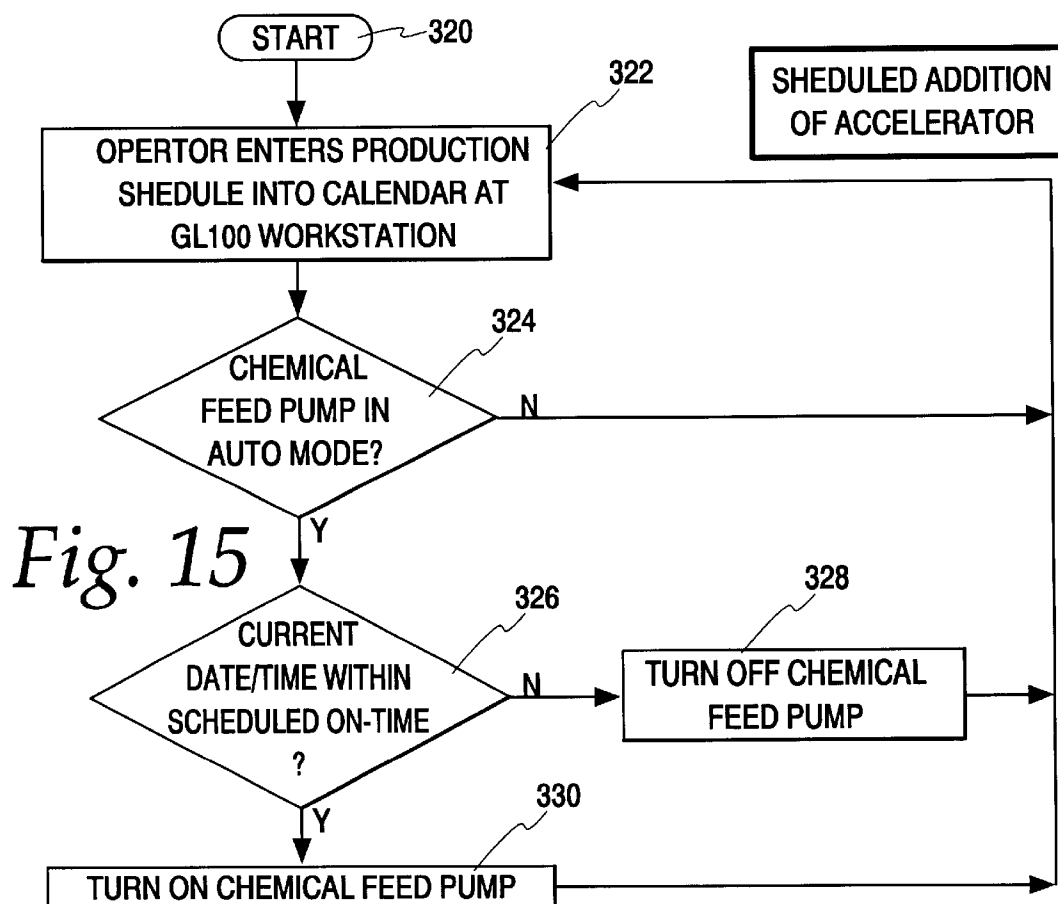 START
320
SHEDULED ADDITION
OF ACCELERATOR
322
OPERTOR ENTERS PRODUCTION
SHEDULE INTO CALENDAR AT
GL100 WORKSTATION
324
CHEMICAL
FEED PUMP IN
AUTO MODE?
N
Y
Fig. 15
326
CURRENT
DATE/TIME WITHIN
SCHEDULED ON-TIME
?
N
328
TURN OFF CHEMICAL
FEED PUMP
Y
330
TURN ON CHEMICAL FEED PUMP